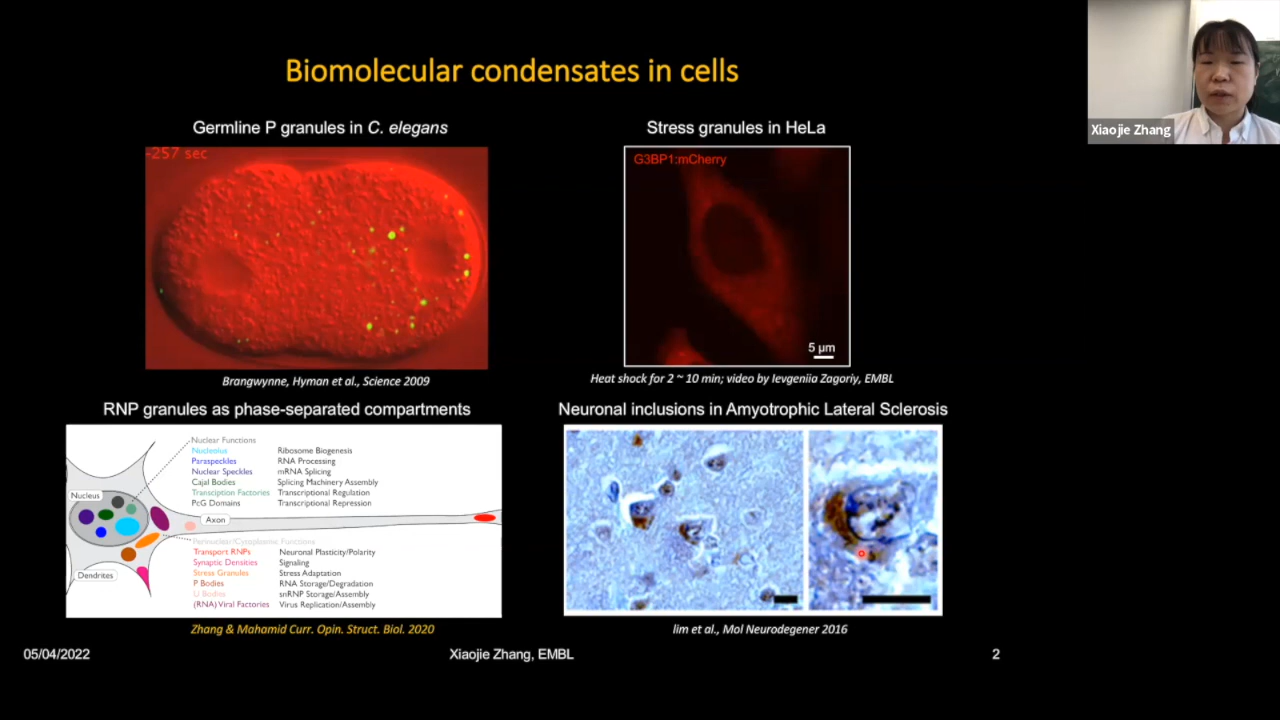 Biomolecular condensates in cells
Xiaojie Zhang
Germline P granules in C. elegans
-257 sec
Brangwynne, Hyman et al., Science 2009
Stress granules in HeLa
G3BP1:mCherry
5 µm
Heat shock for 2 ~ 10 min; video by Ievgeniia Zagoriy, EMBL
RNP granules as phase-separated compartments
Nuclear Functions
Nucleolus Ribosome Biogenesis
Paraspeckles RNA Processing
Nuclear Speckles mRNA Splicing
Cajal Bodies Splicing Machinery Assembly
Transciption Factories Transcriptional Regulation
PcG Domains Transcriptional Repression
Nucleus
Axon
Perinuclear/Cytoplasmic Functions
Transport RNPs Neuronal Plasticity/Polarity
Synaptic Densities Signaling
Stress Granules Stress Adaptation
P Bodies RNA Storage/Degradation
U Bodies snRNP Storage/Assembly
(RNA) Viral Factories Virus Replication/Assembly
Dendrites
Zhang & Mahamid Curr. Opin. Struct. Biol. 2020
Neuronal inclusions in Amyotrophic Lateral Sclerosis
lim et al., Mol Neurodegener 2016
05/04/2022
Xiaojie Zhang, EMBL
2